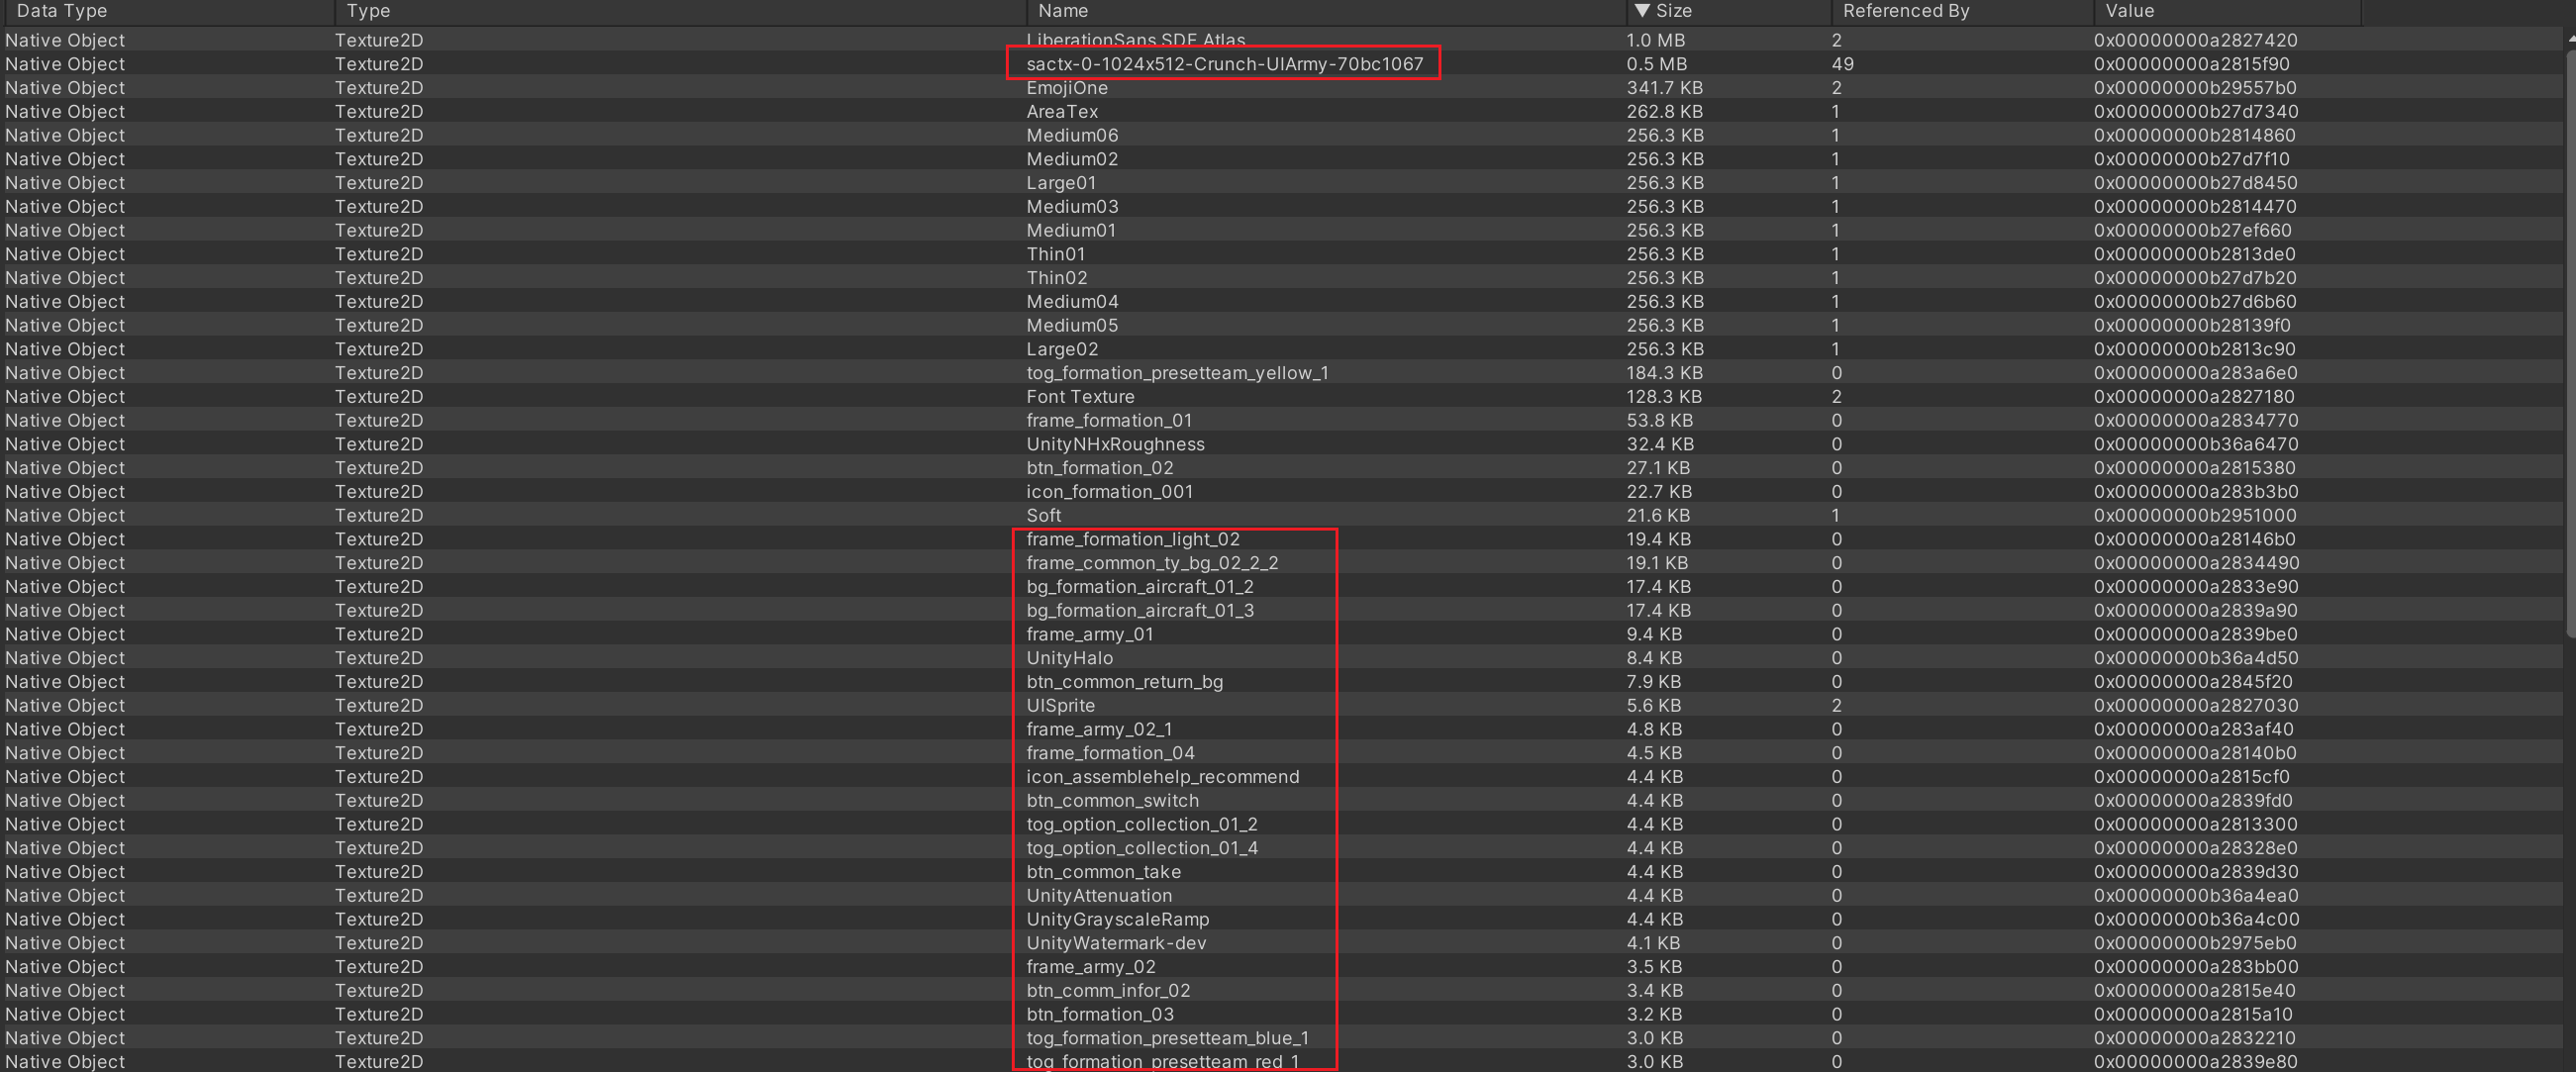 Data Type Type Name ▼ Size Referenced By Value
Native Object Texture2D LiberationSans SDF Atlas 1.0 MB 2 0x00000000a2827420
Native Object Texture2D sactx-0-1024x512-Crunch-UIArmy-70bc1067 0.5 MB 49 0x00000000a2815f90
Native Object Texture2D EmojiOne 341.7 KB 2 0x00000000b29557b0
Native Object Texture2D AreaTex 262.8 KB 1 0x00000000b27d7340
Native Object Texture2D Medium06 256.3 KB 1 0x00000000b2814860
Native Object Texture2D Medium02 256.3 KB 1 0x00000000b27d7f10
Native Object Texture2D Large01 256.3 KB 1 0x00000000b27d8450
Native Object Texture2D Medium03 256.3 KB 1 0x00000000b2814470
Native Object Texture2D Medium01 256.3 KB 1 0x00000000b27ef660
Native Object Texture2D Thin01 256.3 KB 1 0x00000000b2813de0
Native Object Texture2D Thin02 256.3 KB 1 0x00000000b27d7b20
Native Object Texture2D Medium04 256.3 KB 1 0x00000000b27d6b60
Native Object Texture2D Medium05 256.3 KB 1 0x00000000b28139f0
Native Object Texture2D Large02 256.3 KB 1 0x00000000b2813c90
Native Object Texture2D tog_formation_presetteam_yellow_1 184.3 KB 0 0x00000000a283a6e0
Native Object Texture2D Font Texture 128.3 KB 2 0x00000000a2827180
Native Object Texture2D frame_formation_01 53.8 KB 0 0x00000000a2834770
Native Object Texture2D UnityNHxRoughness 32.4 KB 0 0x00000000b36a6470
Native Object Texture2D btn_formation_02 27.1 KB 0 0x00000000a2815380
Native Object Texture2D icon_formation_001 22.7 KB 0 0x00000000a283b3b0
Native Object Texture2D Soft 21.6 KB 1 0x00000000b2951000
Native Object Texture2D frame_formation_light_02 19.4 KB 0 0x00000000a28146b0
Native Object Texture2D frame_common_ty_bg_02_2_2 19.1 KB 0 0x00000000a2834490
Native Object Texture2D bg_formation_aircraft_01_2 17.4 KB 0 0x00000000a2833e90
Native Object Texture2D bg_formation_aircraft_01_3 17.4 KB 0 0x00000000a2839a90
Native Object Texture2D frame_army_01 9.4 KB 0 0x00000000a2839be0
Native Object Texture2D UnityHalo 8.4 KB 0 0x00000000b36a4d50
Native Object Texture2D btn_common_return_bg 7.9 KB 0 0x00000000a2845f20
Native Object Texture2D UISprite 5.6 KB 2 0x00000000a2827030
Native Object Texture2D frame_army_02_1 4.8 KB 0 0x00000000a283af40
Native Object Texture2D frame_formation_04 4.5 KB 0 0x00000000a28140b0
Native Object Texture2D icon_assemblehelp_recommend 4.4 KB 0 0x00000000a2815cf0
Native Object Texture2D btn_common_switch 4.4 KB 0 0x00000000a2839fd0
Native Object Texture2D tog_option_collection_01_2 4.4 KB 0 0x00000000a2813300
Native Object Texture2D tog_option_collection_01_4 4.4 KB 0 0x00000000a28328e0
Native Object Texture2D btn_common_take 4.4 KB 0 0x00000000a2839d30
Native Object Texture2D UnityAttenuation 4.4 KB 0 0x00000000b36a4ea0
Native Object Texture2D UnityGrayscaleRamp 4.4 KB 0 0x00000000b36a4c00
Native Object Texture2D UnityWatermark-dev 4.1 KB 0 0x00000000b2975eb0
Native Object Texture2D frame_army_02 3.5 KB 0 0x00000000a283bb00
Native Object Texture2D btn_comm_infor_02 3.4 KB 0 0x00000000a2815e40
Native Object Texture2D btn_formation_03 3.2 KB 0 0x00000000a2815a10
Native Object Texture2D tog_formation_presetteam_blue_1 3.0 KB 0 0x00000000a2832210
Native Object Texture2D tog_formation_presetteam_red_1 3.0 KB 0 0x00000000a2839e80